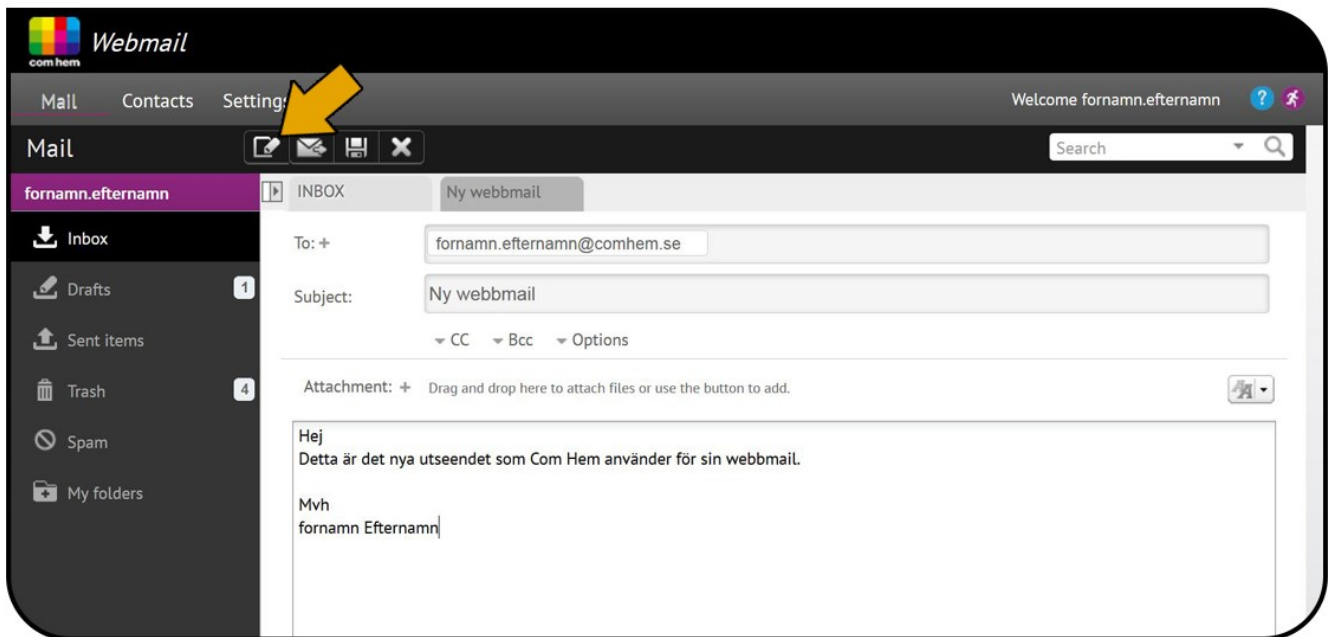 com hem
Webmail
Mail Contacts Settings
Welcome fornamn.efternamn ?
Mail
Search
fornamn.efternamn
INBOX Ny webbmail
Inbox
Drafts 1
Sent items
Trash 4
Spam
My folders
To: + fornamn.efternamn@comhem.se
Subject: Ny webbmail
CC Bcc Options
Attachment: + Drag and drop here to attach files or use the button to add.
AA
Hej
Detta är det nya utseendet som Com Hem använder för sin webbmail.
Mvh
fornamn Efternamn